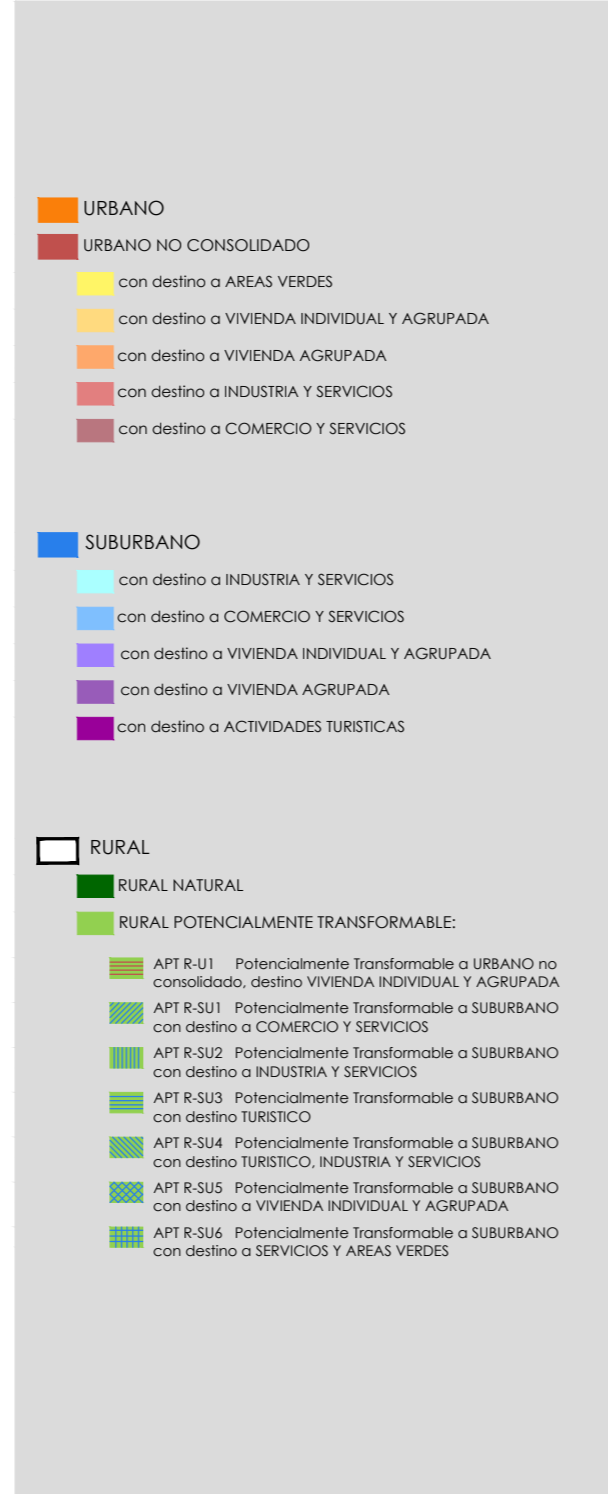 URBANO
URBANO NO CONSOLIDADO
con destino a AREAS VERDES
con destino a VIVIENDA INDIVIDUAL Y AGRUPADA
con destino a VIVIENDA AGRUPADA
con destino a INDUSTRIA Y SERVICIOS
con destino a COMERCIO Y SERVICIOS
SUBURBANO
con destino a INDUSTRIA Y SERVICIOS
con destino a COMERCIO Y SERVICIOS
con destino a VIVIENDA INDIVIDUAL Y AGRUPADA
con destino a VIVIENDA AGRUPADA
con destino a ACTIVIDADES TURISTICAS
RURAL
RURAL NATURAL
RURAL POTENCIALMENTE TRANSFORMABLE:
APT R-U1 Potencialmente Transformable a URBANO no
consolidado, destino VIVIENDA INDIVIDUAL Y AGRUPADA
APT R-SU1 Potencialmente Transformable a SUBURBANO
con destino a COMERCIO Y SERVICIOS
APT R-SU2 Potencialmente Transformable a SUBURBANO
con destino a INDUSTRIA Y SERVICIOS
APT R-SU3 Potencialmente Transformable a SUBURBANO
con destino TURISTICO
APT R-SU4 Potencialmente Transformable a SUBURBANO
con destino TURISTICO, INDUSTRIA Y SERVICIOS
APT R-SU5 Potencialmente Transformable a SUBURBANO
con destino a VIVIENDA INDIVIDUAL Y AGRUPADA
APT R-SU6 Potencialmente Transformable a SUBURBANO
con destino a SERVICIOS Y AREAS VERDES